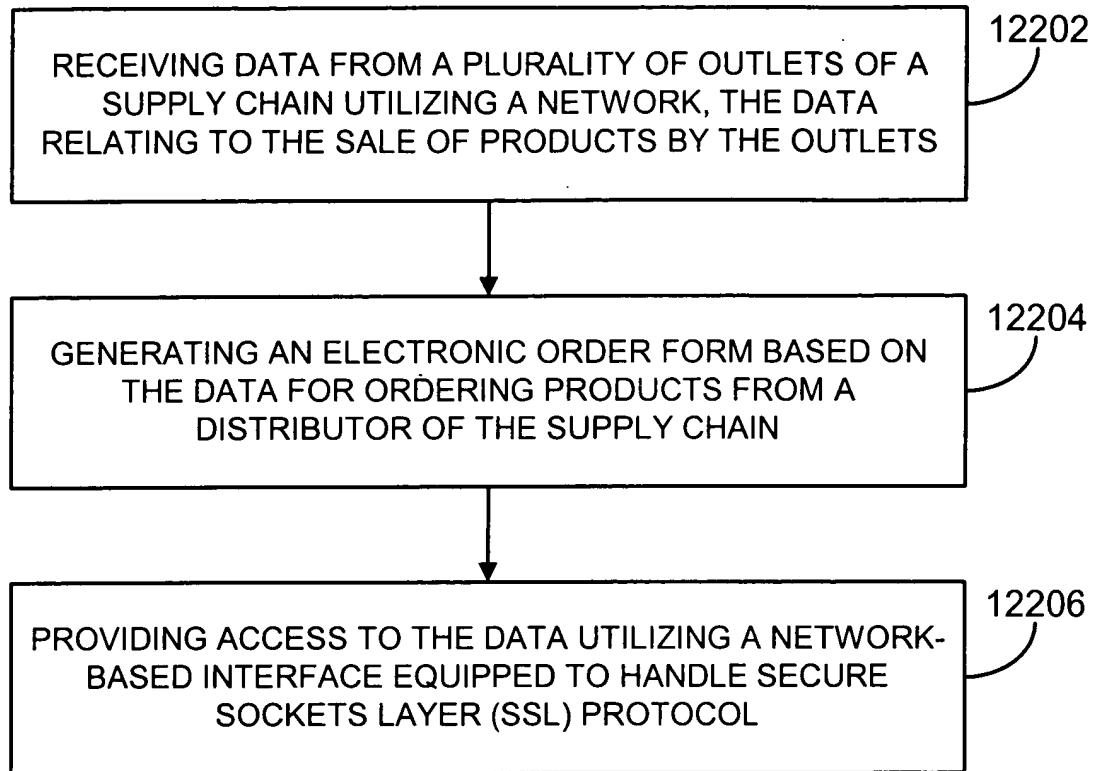 12202
RECEIVING DATA FROM A PLURALITY OF OUTLETS OF A
SUPPLY CHAIN UTILIZING A NETWORK, THE DATA
RELATING TO THE SALE OF PRODUCTS BY THE OUTLETS
12204
GENERATING AN ELECTRONIC ORDER FORM BASED ON
THE DATA FOR ORDERING PRODUCTS FROM A
DISTRIBUTOR OF THE SUPPLY CHAIN
12206
PROVIDING ACCESS TO THE DATA UTILIZING A NETWORK-
BASED INTERFACE EQUIPPED TO HANDLE SECURE
SOCKETS LAYER (SSL) PROTOCOL